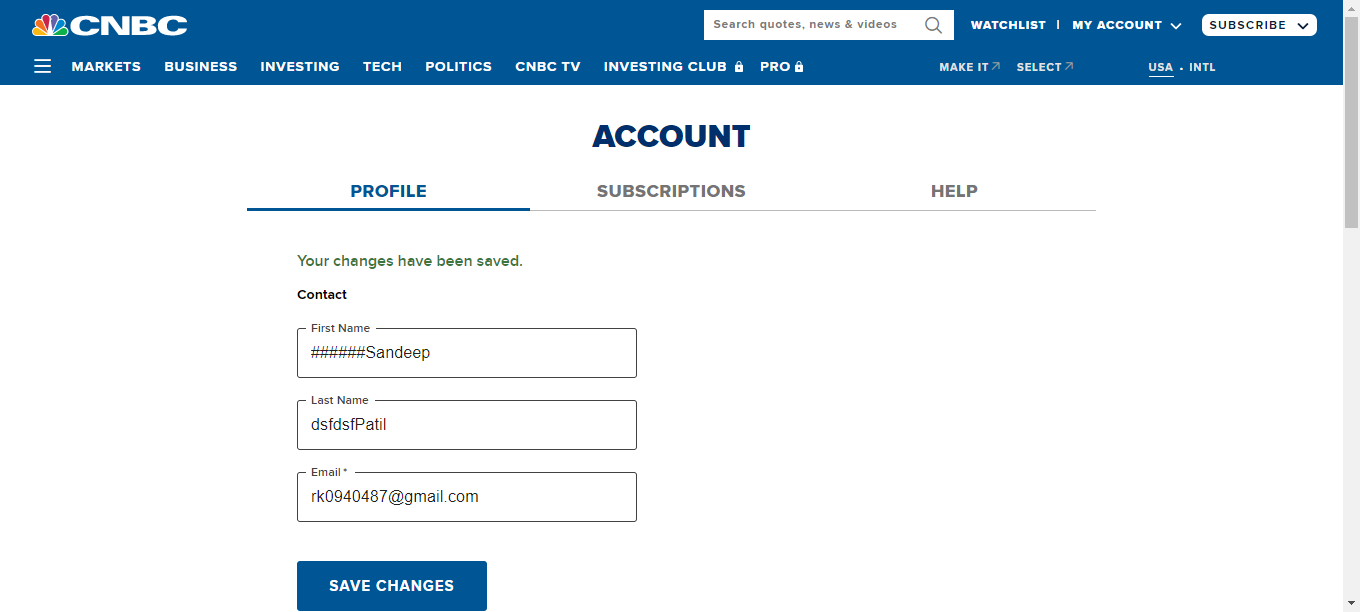 CNBC
Search quotes, news & videos
WATCHLIST | MY ACCOUNT
SUBSCRIBE
MARKETS BUSINESS INVESTING TECH POLITICS CNBC TV INVESTING CLUB PRO
MAKE IT SELECT
USA • INTL
ACCOUNT
PROFILE SUBSCRIPTIONS HELP
Your changes have been saved.
Contact
First Name
######Sandeep
Last Name
dsfdsfPatil
Email *
rk0940487@gmail.com
SAVE CHANGES